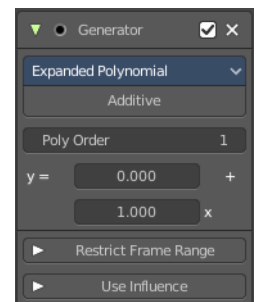 Generator
Expanded Polynomial
Additive
Poly Order 1
y = 0.000 +
1.000 x
Restrict Frame Range
Use Influence